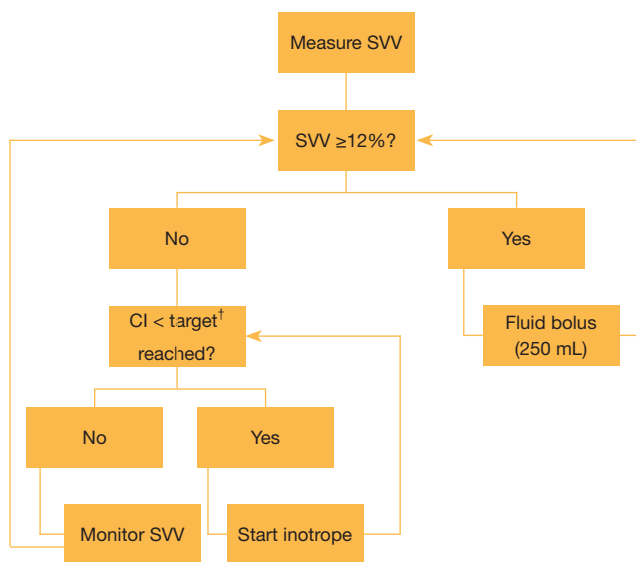 Measure SVV
SVV ≥12%?
No
Yes
CI < target†
reached?
Fluid bolus
(250 mL)
No
Yes
Monitor SVV
Start inotrope